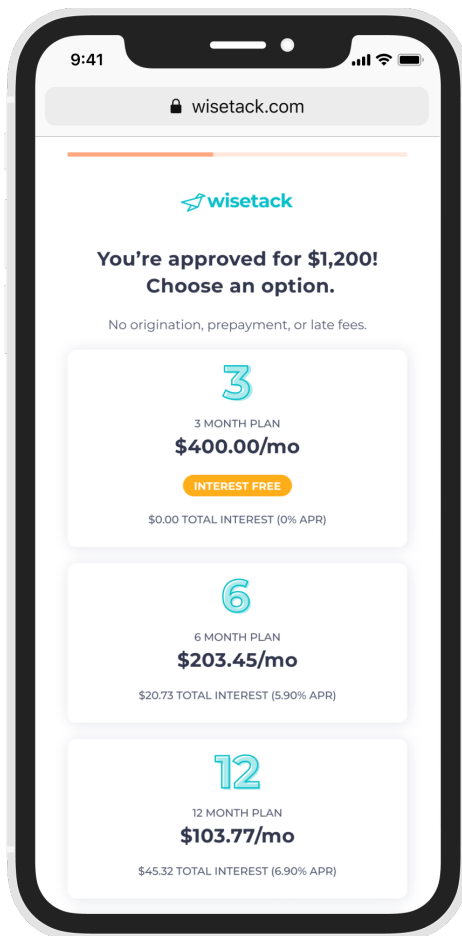 9:41
wisetack.com
wisetack
You're approved for $1,200!
Choose an option.
No origination, prepayment, or late fees.
3
3 MONTH PLAN
$400.00/mo
INTEREST FREE
$0.00 TOTAL INTEREST (0% APR)
6
6 MONTH PLAN
$203.45/mo
$20.73 TOTAL INTEREST (5.90% APR)
12
12 MONTH PLAN
$103.77/mo
$45.32 TOTAL INTEREST (6.90% APR)